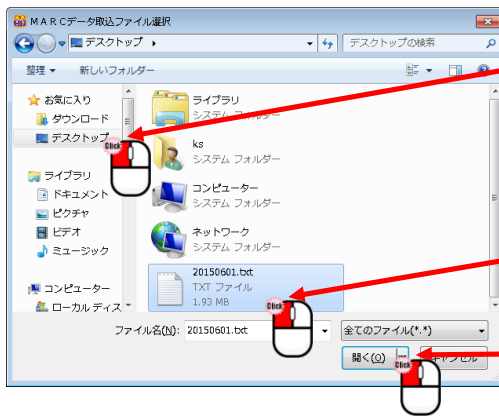 MARCデータ取込ファイル選択
デスクトップ
デスクトップの検索
整理 新しいフォルダー
お気に入り
ダウンロード
デスクトップ
ライブラリ
ドキュメント
ピクチャ
ビデオ
ミュージック
コンピューター
ローカル ディス
ライブラリ
システム フォルダー
ks
システム フォルダー
コンピューター
システム フォルダー
ネットワーク
システム フォルダー
20150601.txt
TXT ファイル
1.93 MB
Click
Click
ファイル名(N): 20150601.txt 全てのファイル(*.*)
開く(O) キャンセル
Click